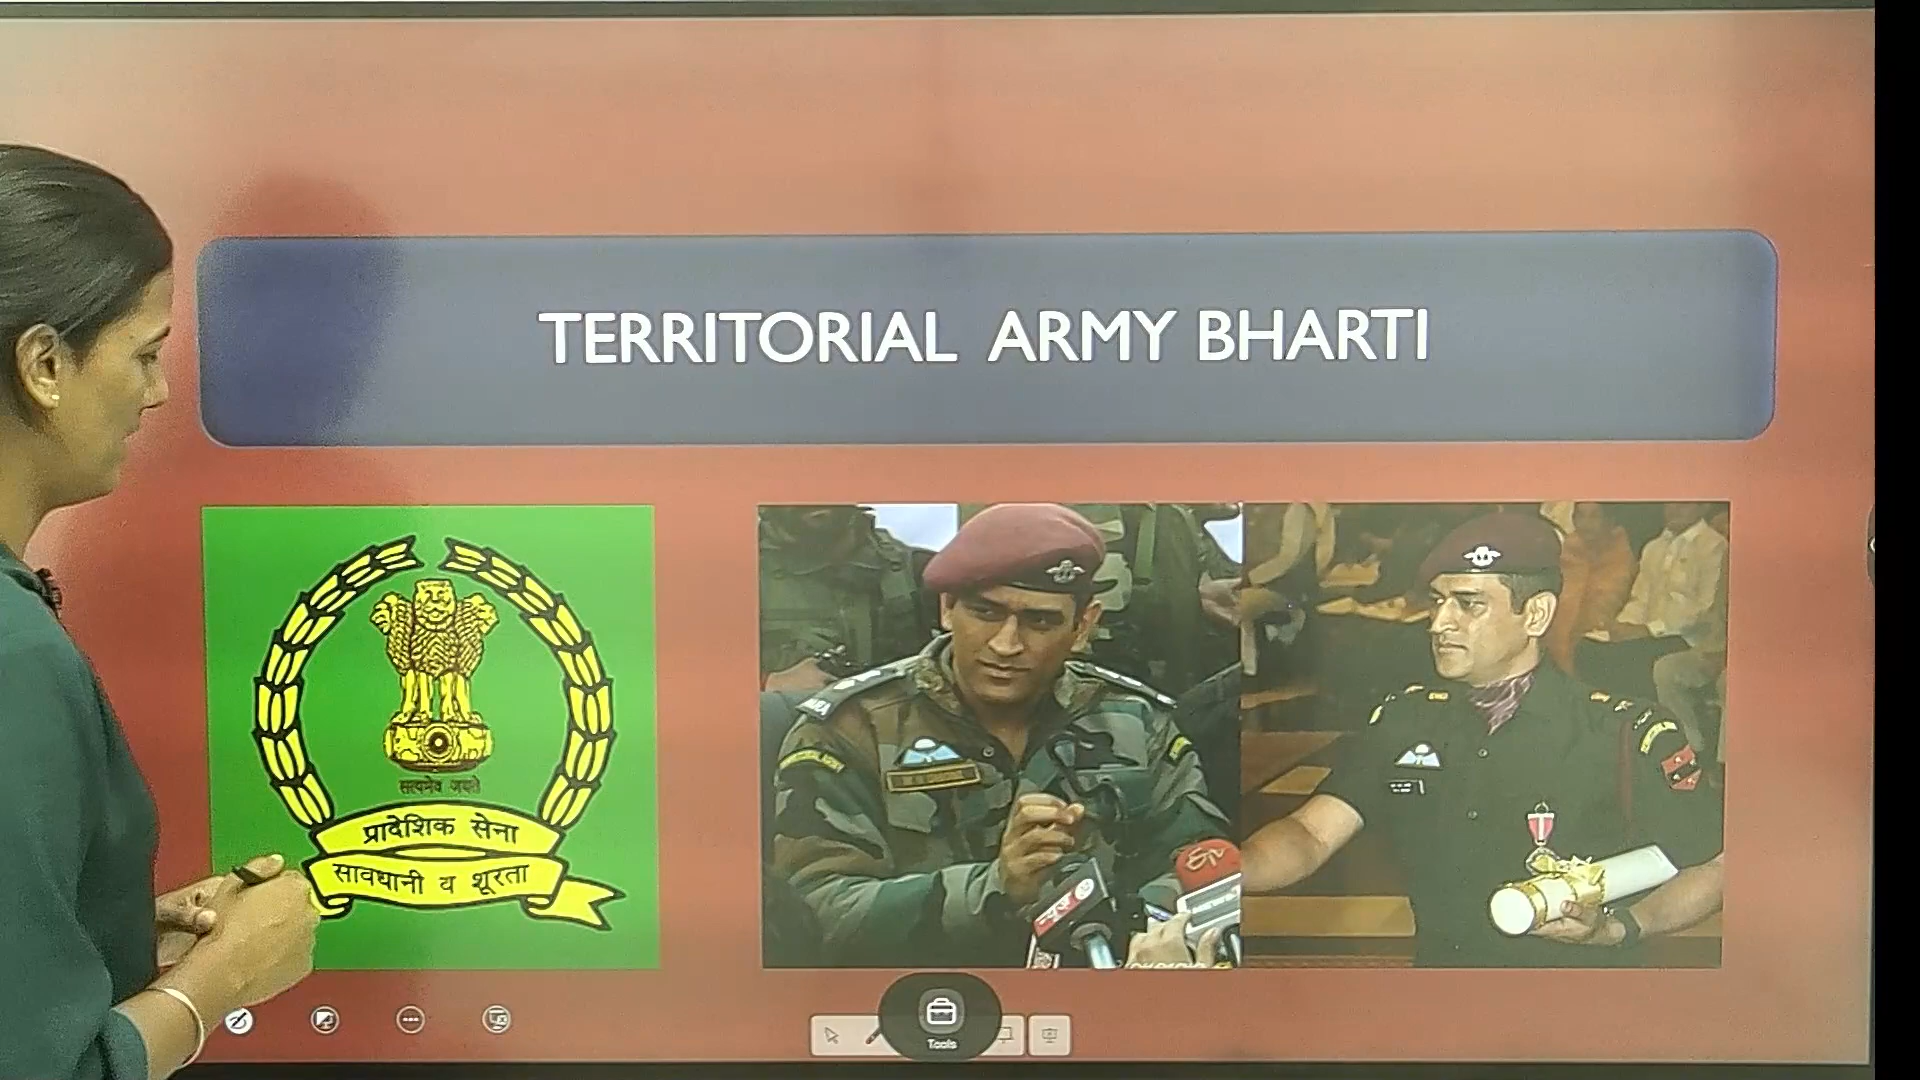 TERRITORIAL ARMY BHARTI
सत्यमेव जयते
प्रादेशिक सेना
सावधानी व शूरता
Tools